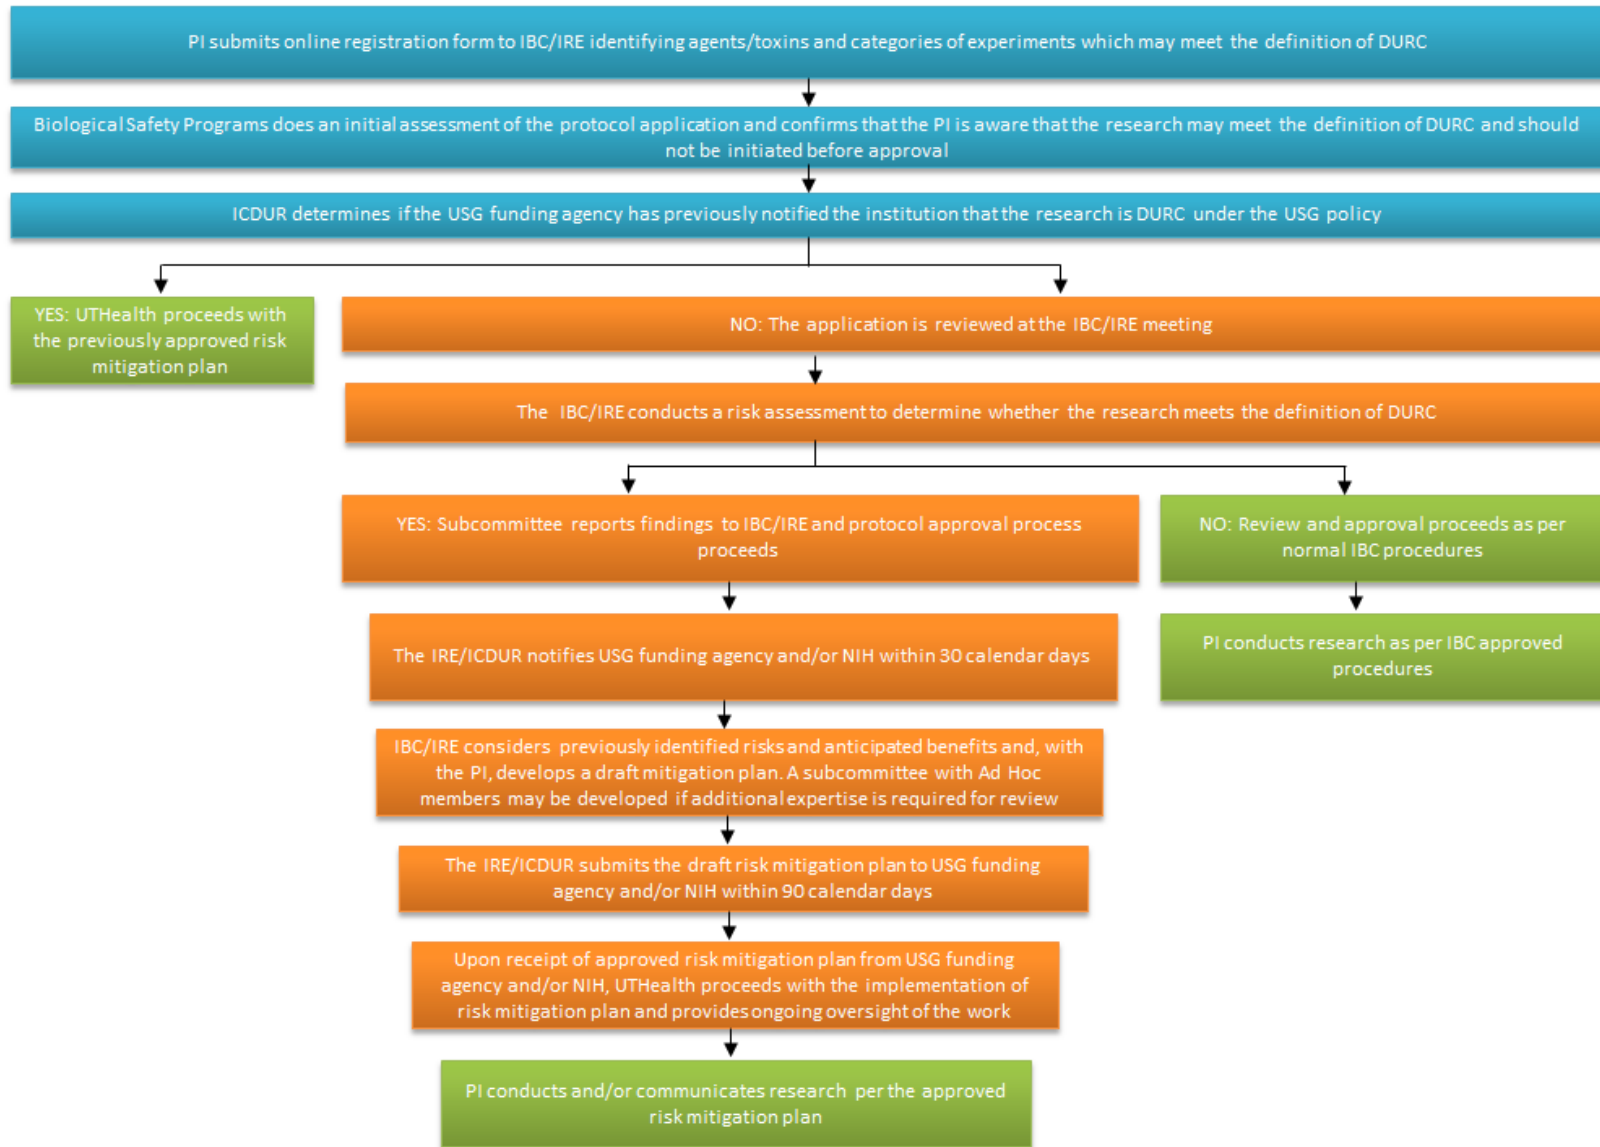 PI submits online registration form to IBC/IRE identifying agents/toxins and categories of experiments which may meet the definition of DURC
Biological Safety Programs does an initial assessment of the protocol application and confirms that the PI is aware that the research may meet the definition of DURC and should
not be initiated before approval
ICDUR determines if the USG funding agency has previously notified the institution that the research is DURC under the USG policy
YES: UTHealth proceeds with
the previously approved risk
mitigation plan
NO: The application is reviewed at the IBC/IRE meeting
The IBC/IRE conducts a risk assessment to determine whether the research meets the definition of DURC
YES: Subcommittee reports findings to IBC/IRE and protocol approval process
proceeds
NO: Review and approval proceeds as per
normal IBC procedures
The IRE/ICDUR notifies USG funding agency and/or NIH within 30 calendar days
PI conducts research as per IBC approved
procedures
IBC/IRE considers previously identified risks and anticipated benefits and, with
the PI, develops a draft mitigation plan. A subcommittee with Ad Hoc
members may be developed if additional expertise is required for review
The IRE/ICDUR submits the draft risk mitigation plan to USG funding
agency and/or NIH within 90 calendar days
Upon receipt of approved risk mitigation plan from USG funding
agency and/or NIH, UTHealth proceeds with the implementation of
risk mitigation plan and provides ongoing oversight of the work
PI conducts and/or communicates research per the approved
risk mitigation plan